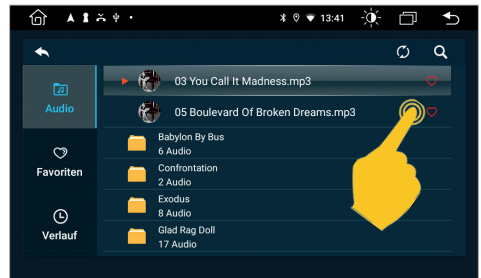 13:41
03 You Call It Madness.mp3
Audio
05 Boulevard Of Broken Dreams.mp3
Babylon By Bus
6 Audio
Favoriten
Confrontation
2 Audio
Exodus
8 Audio
Verlauf
Glad Rag Doll
17 Audio